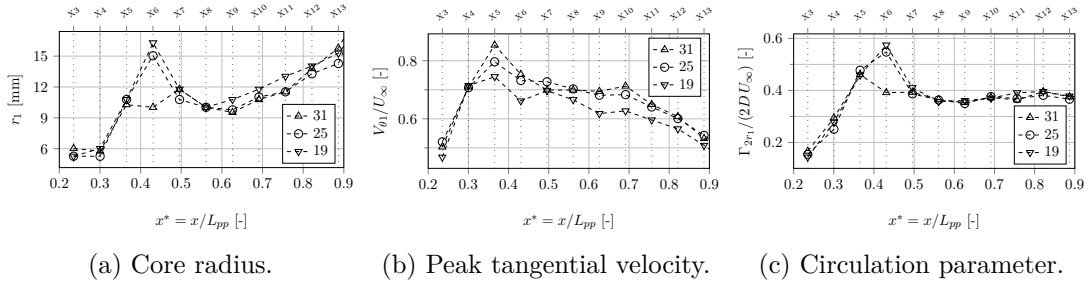 X3 X4 X5 X6 X7 X8 X9 X10 X11 X12 X13
15
12
9
6
r₁ [mm]
31
25
19
0.2 0.3 0.4 0.5 0.6 0.7 0.8 0.9
x* = x/Lₚₚ [-]
(a) Core radius.
X3 X4 X5 X6 X7 X8 X9 X10 X11 X12 X13
0.8
0.6
V_θ1/U_∞ [-]
31
25
19
0.2 0.3 0.4 0.5 0.6 0.7 0.8 0.9
x* = x/Lₚₚ [-]
(b) Peak tangential velocity.
X3 X4 X5 X6 X7 X8 X9 X10 X11 X12 X13
0.6
0.4
0.2
Γ_2r₁/(2D U_∞) [-]
31
25
19
0.2 0.3 0.4 0.5 0.6 0.7 0.8 0.9
x* = x/Lₚₚ [-]
(c) Circulation parameter.